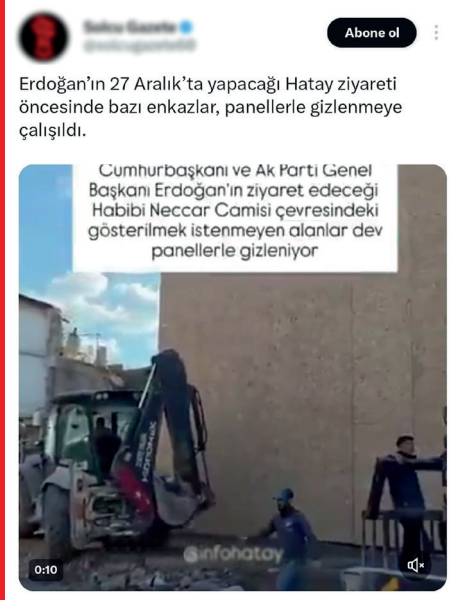 Solcu Gazete
Abone ol
Erdoğan'ın 27 Aralık'ta yapacağı Hatay ziyareti
öncesinde bazı enkazlar, panellerle gizlenmeye
çalışıldı.
Cumhurbaşkanı ve Ak Parti Genel
Başkanı Erdoğan'ın ziyaret edeceği
Habibi Neccar Camisi çevresindeki
gösterilmek istenmeyen alanlar dev
panellerle gizleniyor
@infohatay
0:10